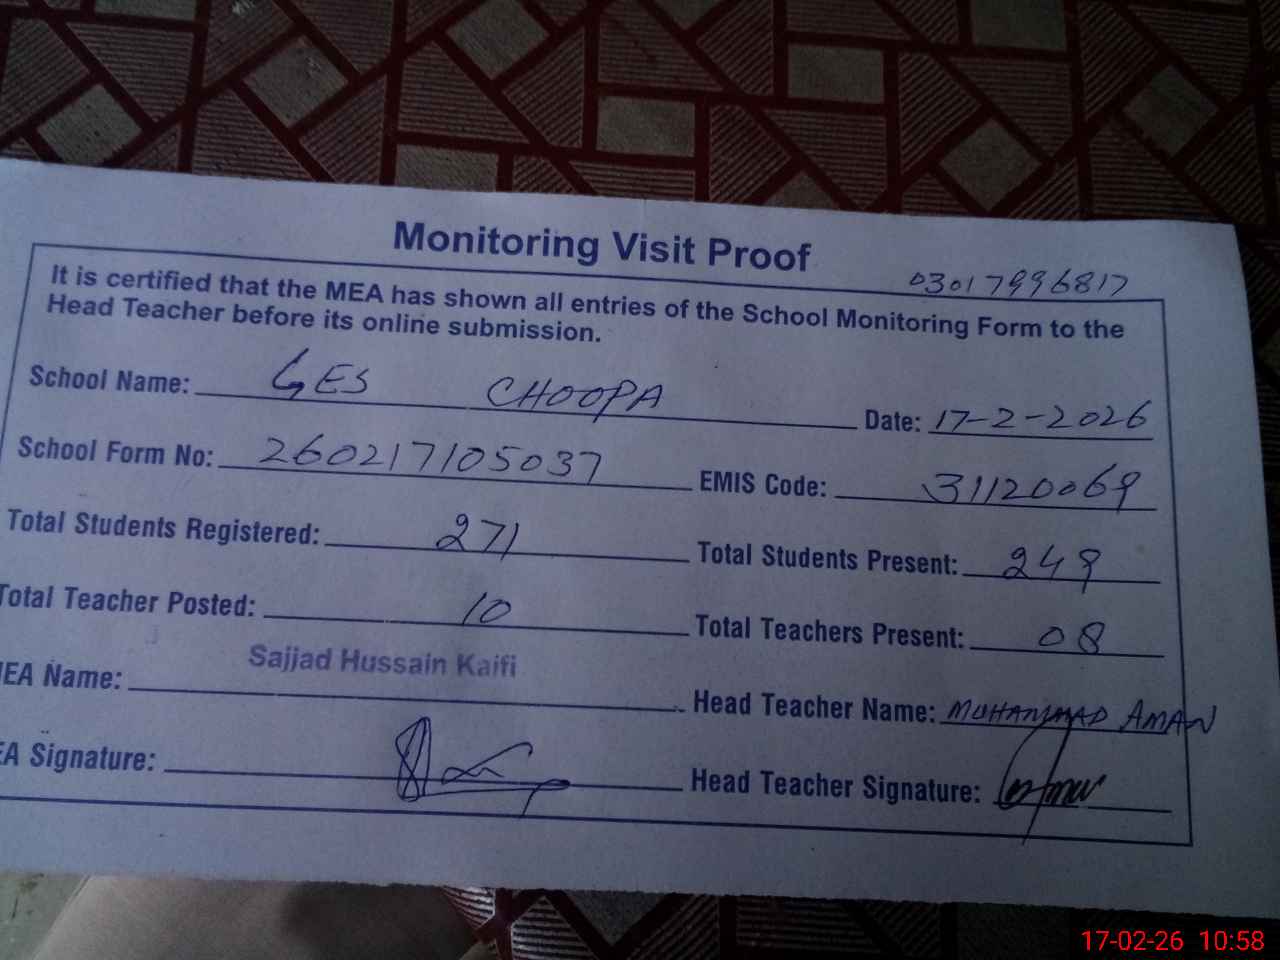 Monitoring Visit Proof
03017996817
It is certified that the MEA has shown all entries of the School Monitoring Form to the
Head Teacher before its online submission.
School Name: GES CHOOPA Date: 17-2-2026
School Form No: 260217105037 EMIS Code: 31120069
Total Students Registered: 271 Total Students Present: 249
Total Teacher Posted: 10 Total Teachers Present: 08
Sajjad Hussain Kaifi
MEA Name: Head Teacher Name: MUHAMMAD AMAN
EA Signature: Head Teacher Signature:
17-02-26 10:58